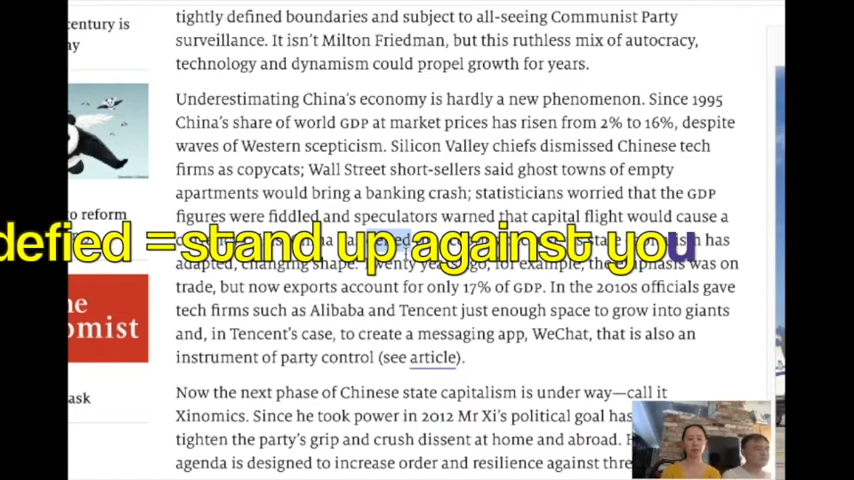 century is
ay
to reform
he
omist
ask
tightly defined boundaries and subject to all-seeing Communist Party
surveillance. It isn't Milton Friedman, but this ruthless mix of autocracy,
technology and dynamism could propel growth for years.
Underestimating China's economy is hardly a new phenomenon. Since 1995
China's share of world GDP at market prices has risen from 2% to 16%, despite
waves of Western scepticism. Silicon Valley chiefs dismissed Chinese tech
firms as copycats; Wall Street short-sellers said ghost towns of empty
apartments would bring a banking crash; statisticians worried that the GDP
figures were fiddled and speculators warned that capital flight would cause a
has
defied =stand up against you
adapted, changing shape. Twenty years ago, for example, the emphasis was on
trade, but now exports account for only 17% of GDP. In the 2010s officials gave
tech firms such as Alibaba and Tencent just enough space to grow into giants
and, in Tencent's case, to create a messaging app, WeChat, that is also an
instrument of party control (see article).
Now the next phase of Chinese state capitalism is under way—call it
Xinomics. Since he took power in 2012 Mr Xi's political goal has
tighten the party's grip and crush dissent at home and abroad.
agenda is designed to increase order and resilience against thre